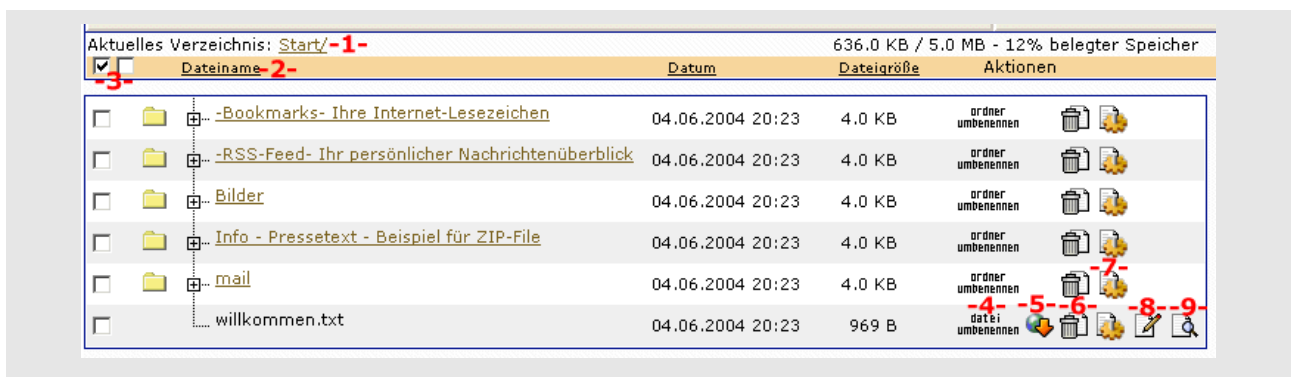 Aktuelles Verzeichnis: Start/-1- 636.0 KB / 5.0 MB - 12% belegter Speicher
-3- Dateiname-2- Datum Dateigröße Aktionen
-Bookmarks- Ihre Internet-Lesezeichen 04.06.2004 20:23 4.0 KB ordner umbenennen
-RSS-Feed- Ihr persönlicher Nachrichtenüberblick 04.06.2004 20:23 4.0 KB ordner umbenennen
Bilder 04.06.2004 20:23 4.0 KB ordner umbenennen
Info - Pressetext - Beispiel für ZIP-File 04.06.2004 20:23 4.0 KB ordner umbenennen
-7-
mail 04.06.2004 20:23 4.0 KB ordner umbenennen
-4- -5- -6- -8- -9-
willkommen.txt 04.06.2004 20:23 969 B datei umbenennen